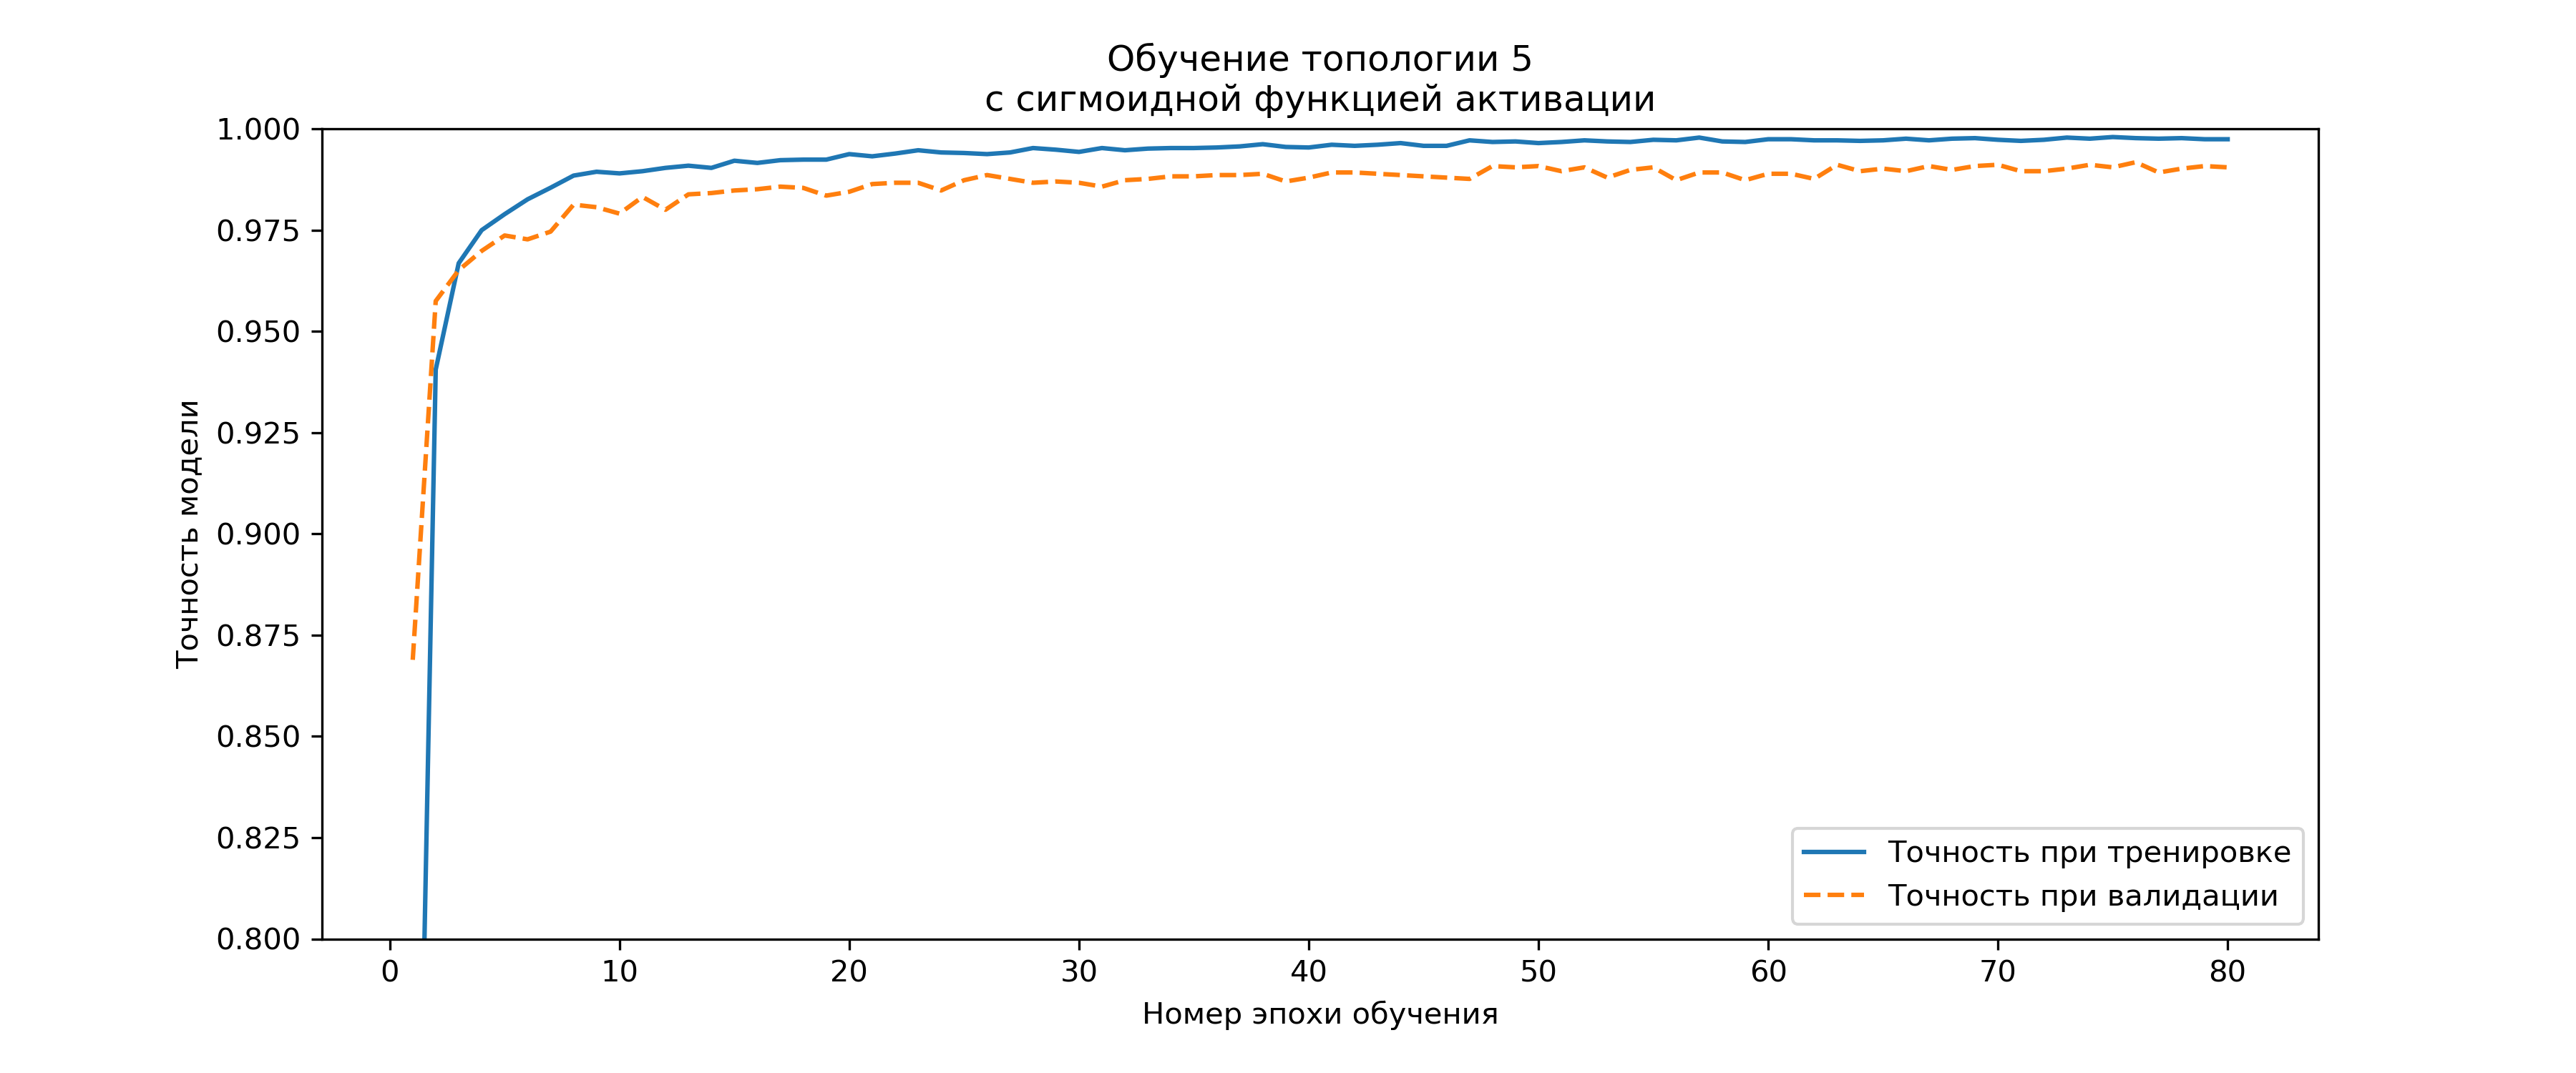 Обучение топологии 5
с сигмоидной функцией активации
1.000
0.975
0.950
0.925
0.900
0.875
0.850
0.825
0.800
Точность модели
0 10 20 30 40 50 60 70 80
Номер эпохи обучения
Точность при тренировке
Точность при валидации